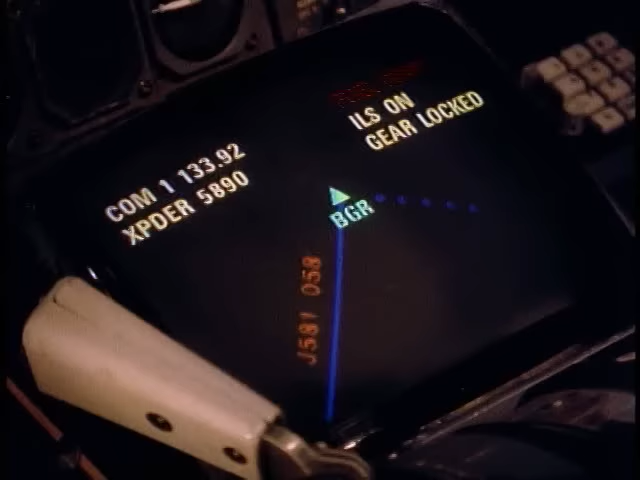 COM 1 133.92
XPDER 5890
ILS ON
GEAR LOCKED
BGR
J581 058